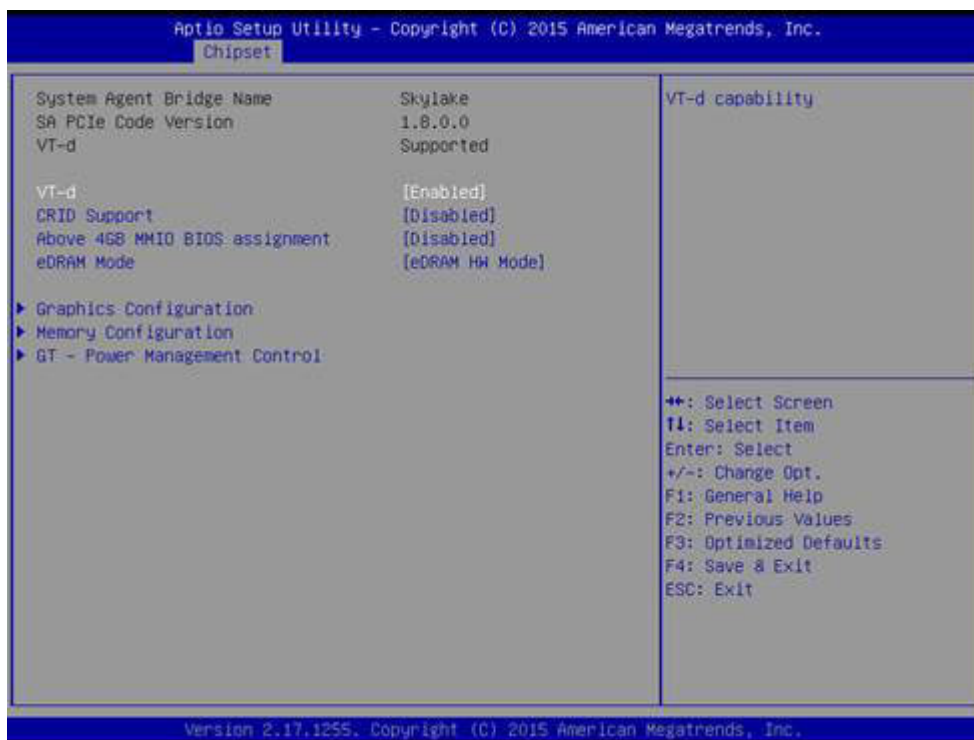 Aptio Setup Utility - Copyright (C) 2015 American Megatrends, Inc.
Chipset
System Agent Bridge Name Skylake
SA PCIe Code Version 1.8.0.0
VT-d Supported
VT-d [Enabled]
CRID Support [Disabled]
Above 4GB MMIO BIOS assignment [Disabled]
eDRAM Mode [eDRAM HW Mode]
Graphics Configuration
Memory Configuration
GT - Power Management Control
VT-d capability
→←: Select Screen
↑↓: Select Item
Enter: Select
+/-: Change Opt.
F1: General Help
F2: Previous Values
F3: Optimized Defaults
F4: Save & Exit
ESC: Exit
Version 2.17.1255. Copyright (C) 2015 American Megatrends, Inc.